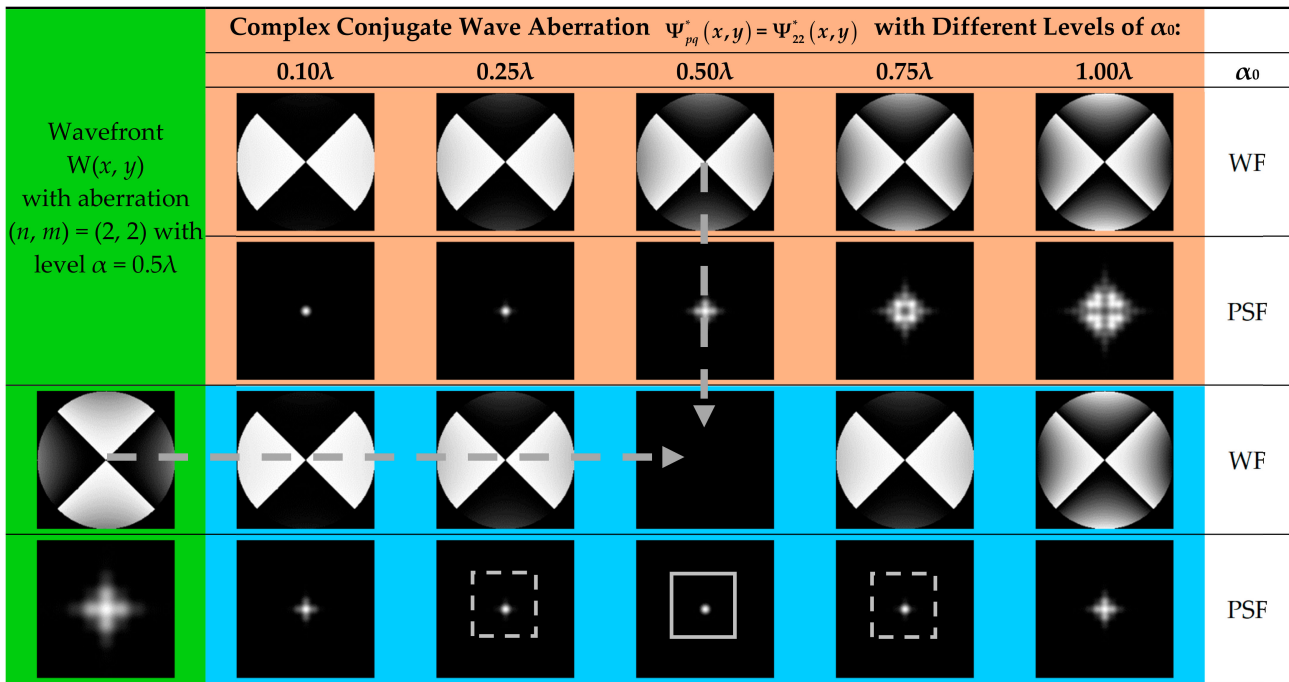 Complex Conjugate Wave Aberration Ψ*pq(x,y)=Ψ*22(x,y) with Different Levels of α0:
0.10λ 0.25λ 0.50λ 0.75λ 1.00λ α0
Wavefront
W(x, y)
with aberration
(n, m) = (2, 2) with
level α = 0.5λ
WF
PSF
WF
PSF